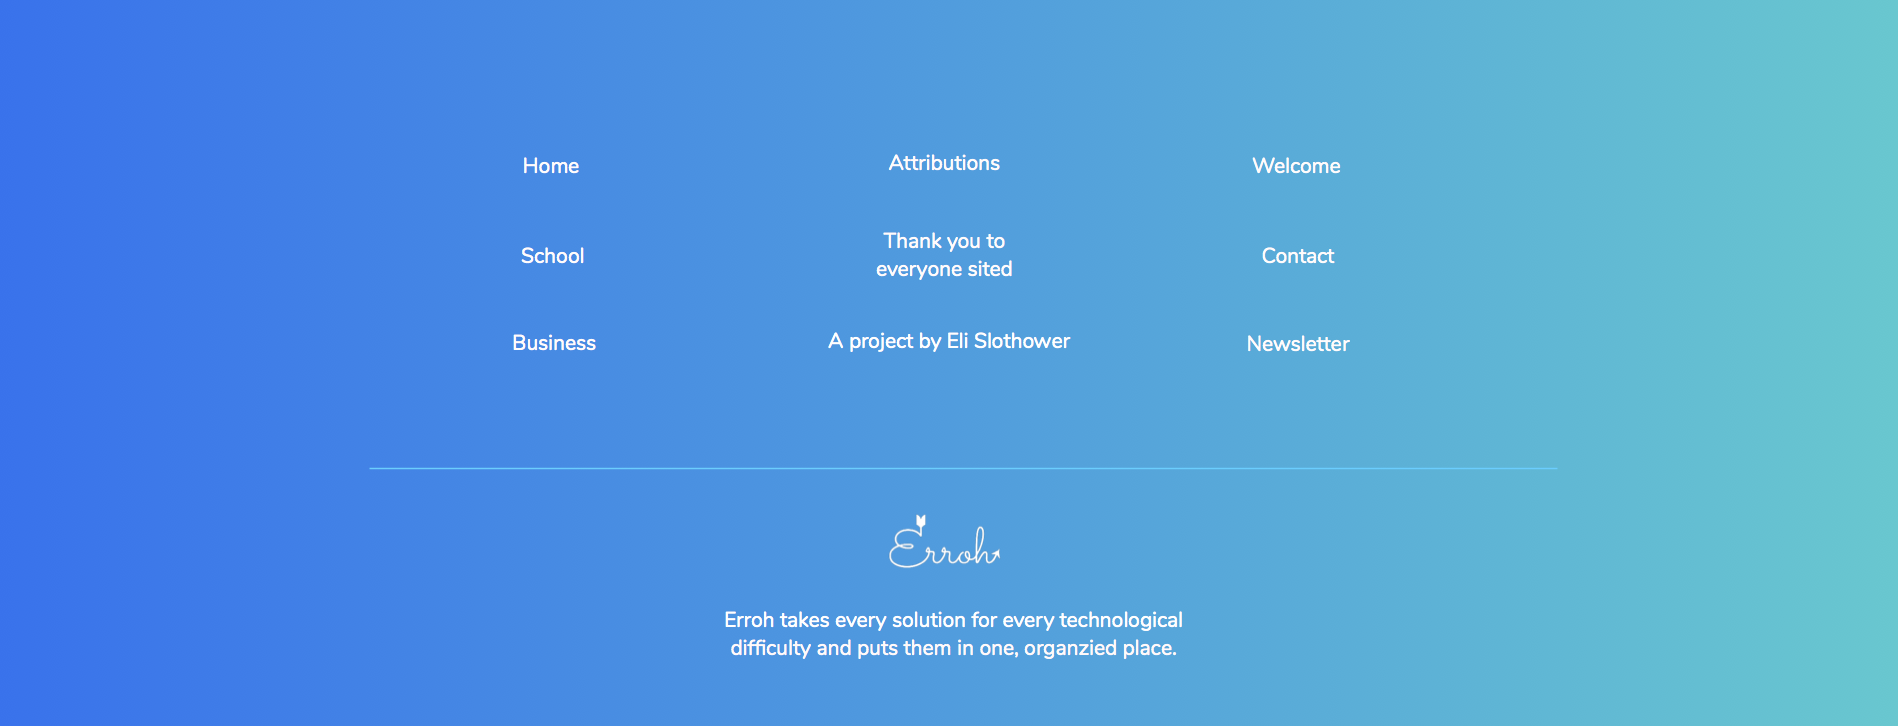 Home
Attributions
Welcome
School
Thank you to
everyone sited
Contact
Business
A project by Eli Slothower
Newsletter
Erroh
Erroh takes every solution for every technological
difficulty and puts them in one, organzied place.